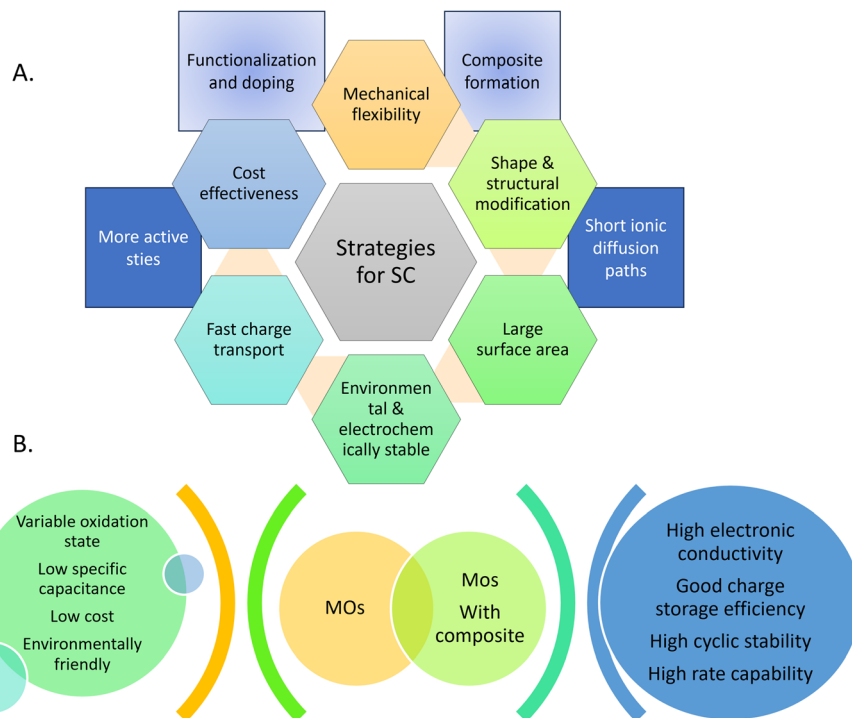 A.
Functionalization
and doping
Mechanical
flexibility
Composite
formation
Cost
effectiveness
Shape &
structural
modification
More active
sties
Strategies
for SC
Short ionic
diffusion
paths
Fast charge
transport
Large
surface area
Environmen
tal &
electrochem
ically stable
B.
Variable oxidation
state
Low specific
capacitance
Low cost
Environmentally
friendly
MOs
Mos
With
composite
High electronic
conductivity
Good charge
storage efficiency
High cyclic stability
High rate capability